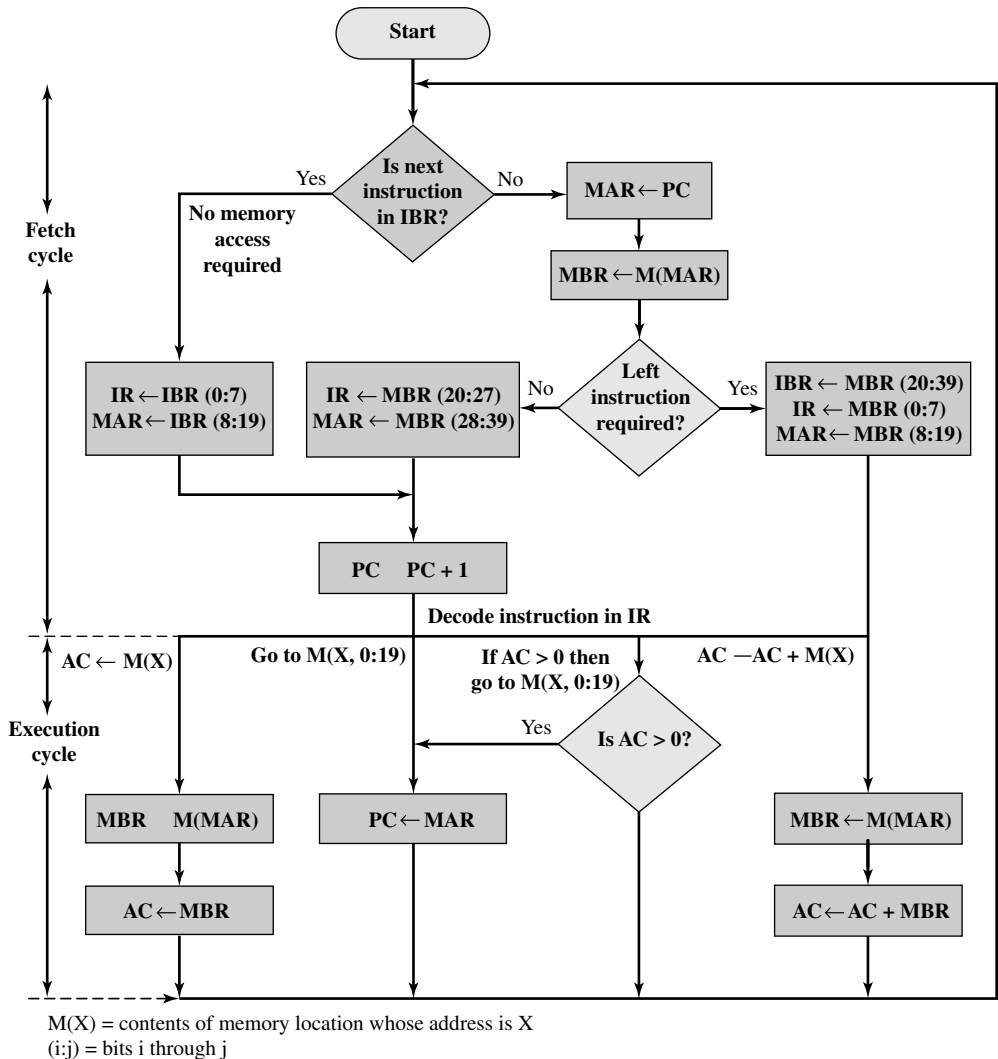 Start
Is next
instruction
in IBR?
Yes
No
No memory
access
required
MAR ← PC
MBR ← M(MAR)
Fetch
cycle
Left
instruction
required?
No
Yes
IR ← IBR (0:7)
MAR ← IBR (8:19)
IR ← MBR (20:27)
MAR ← MBR (28:39)
IBR ← MBR (20:39)
IR ← MBR (0:7)
MAR ← MBR (8:19)
PC PC + 1
Decode instruction in IR
AC ← M(X)
Go to M(X, 0:19)
If AC > 0 then
go to M(X, 0:19)
AC —AC + M(X)
Execution
cycle
Yes
Is AC > 0?
MBR M(MAR)
PC ← MAR
MBR ← M(MAR)
AC ← MBR
AC ← AC + MBR
M(X) = contents of memory location whose address is X
(i:j) = bits i through j